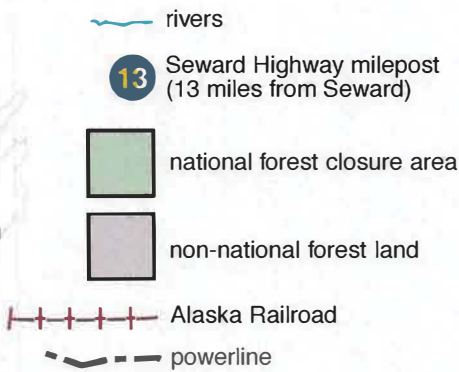 rivers
13 Seward Highway milepost
(13 miles from Seward)
national forest closure area
non-national forest land
Alaska Railroad
powerline